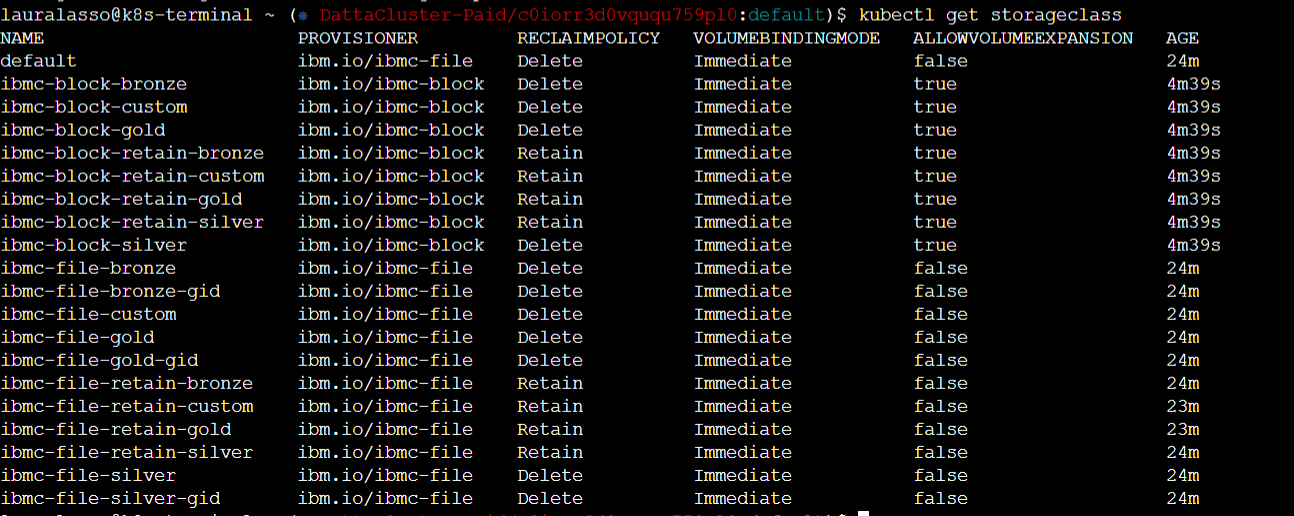 lauralasso@k8s-terminal ~ (⎈ DattaCluster-Paid/c0iorr3d0vququ759pl0:default)$ kubectl get storageclass
NAME PROVISIONER RECLAIMPOLICY VOLUMEBINDINGMODE ALLOWVOLUMEEXPANSION AGE
default ibm.io/ibmc-file Delete Immediate false 24m
ibmc-block-bronze ibm.io/ibmc-block Delete Immediate true 4m39s
ibmc-block-custom ibm.io/ibmc-block Delete Immediate true 4m39s
ibmc-block-gold ibm.io/ibmc-block Delete Immediate true 4m39s
ibmc-block-retain-bronze ibm.io/ibmc-block Retain Immediate true 4m39s
ibmc-block-retain-custom ibm.io/ibmc-block Retain Immediate true 4m39s
ibmc-block-retain-gold ibm.io/ibmc-block Retain Immediate true 4m39s
ibmc-block-retain-silver ibm.io/ibmc-block Retain Immediate true 4m39s
ibmc-block-silver ibm.io/ibmc-block Delete Immediate true 4m39s
ibmc-file-bronze ibm.io/ibmc-file Delete Immediate false 24m
ibmc-file-bronze-gid ibm.io/ibmc-file Delete Immediate false 24m
ibmc-file-custom ibm.io/ibmc-file Delete Immediate false 24m
ibmc-file-gold ibm.io/ibmc-file Delete Immediate false 24m
ibmc-file-gold-gid ibm.io/ibmc-file Delete Immediate false 24m
ibmc-file-retain-bronze ibm.io/ibmc-file Retain Immediate false 24m
ibmc-file-retain-custom ibm.io/ibmc-file Retain Immediate false 23m
ibmc-file-retain-gold ibm.io/ibmc-file Retain Immediate false 23m
ibmc-file-retain-silver ibm.io/ibmc-file Retain Immediate false 24m
ibmc-file-silver ibm.io/ibmc-file Delete Immediate false 24m
ibmc-file-silver-gid ibm.io/ibmc-file Delete Immediate false 24m